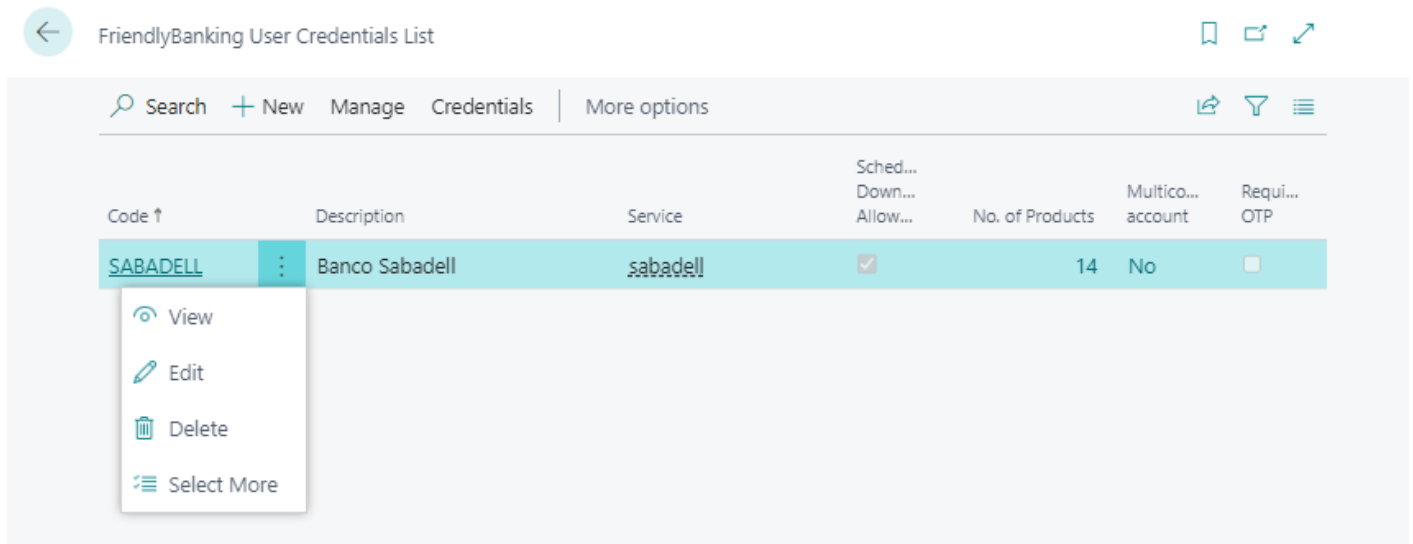 FriendlyBanking User Credentials List
Search New Manage Credentials More options
Code ↑ Description Service Sched... Down... Allow... No. of Products Multico... account Requi... OTP
SABADELL Banco Sabadell sabadell 14 No
View
Edit
Delete
Select More